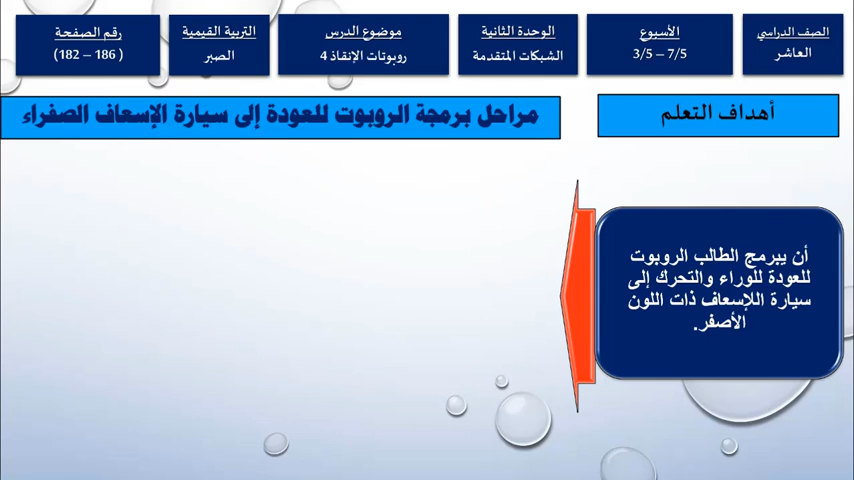 الصف الدراسي
العاشر
الأسبوع
3/5 – 7/5
الوحدة الثانية
الشبكات المتقدمة
موضوع الدرس
روبوتات الإنقاذ 4
التربية القيمية
الصبر
رقم الصفحة
(182 – 186 )
أهداف التعلم
مراحل برمجة الروبوت للعودة إلى سيارة الإسعاف الصفراء
أن يبرمج الطالب الروبوت
للعودة للوراء والتحرك إلى
سيارة اللإسعاف ذات اللون
الأصفر.